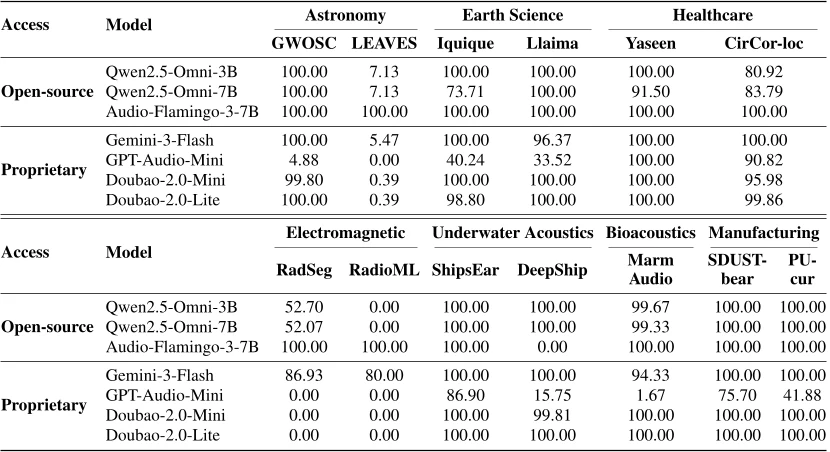 Access Model Astronomy Earth Science Healthcare
GWOSC LEAVES Iquique Llaima Yaseen CirCor-loc
Open-source Qwen2.5-Omni-3B 100.00 7.13 100.00 100.00 100.00 80.92
Qwen2.5-Omni-7B 100.00 7.13 73.71 100.00 91.50 83.79
Audio-Flamingo-3-7B 100.00 100.00 100.00 100.00 100.00 100.00
Proprietary Gemini-3-Flash 100.00 5.47 100.00 96.37 100.00 100.00
GPT-Audio-Mini 4.88 0.00 40.24 33.52 100.00 90.82
Doubao-2.0-Mini 99.80 0.39 100.00 100.00 100.00 95.98
Doubao-2.0-Lite 100.00 0.39 98.80 100.00 100.00 99.86
Access Model Electromagnetic Underwater Acoustics Bioacoustics Manufacturing
RadSeg RadioML ShipsEar DeepShip Marm Audio SDUST-bear PU-cur
Open-source Qwen2.5-Omni-3B 52.70 0.00 100.00 100.00 99.67 100.00 100.00
Qwen2.5-Omni-7B 52.07 0.00 100.00 100.00 99.33 100.00 100.00
Audio-Flamingo-3-7B 100.00 100.00 100.00 0.00 100.00 100.00 100.00
Proprietary Gemini-3-Flash 86.93 80.00 100.00 100.00 94.33 100.00 100.00
GPT-Audio-Mini 0.00 0.00 86.90 15.75 1.67 75.70 41.88
Doubao-2.0-Mini 0.00 0.00 100.00 99.81 100.00 100.00 100.00
Doubao-2.0-Lite 0.00 0.00 100.00 100.00 100.00 100.00 100.00